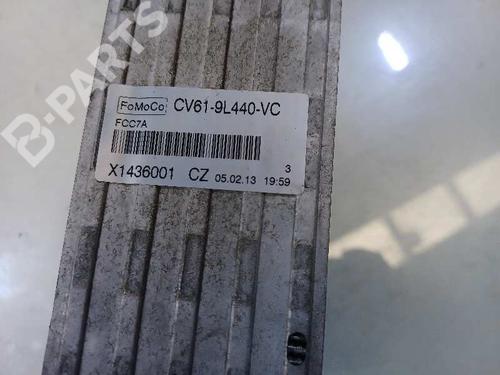 B-PARTS
FoMoCo CV61-9L440-VC
FCC7A
3
X1436001 CZ 05.02.13 19:59